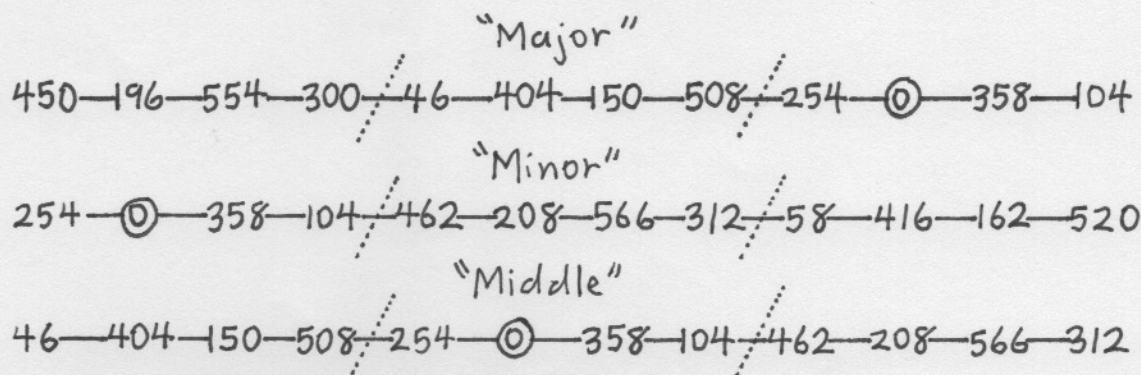 "Major"
450—196—554—300—46—404—150—508—254—0—358—104
"Minor"
254—0—358—104—462—208—566—312—58—416—162—520
"Middle"
46—404—150—508—254—0—358—104—462—208—566—312